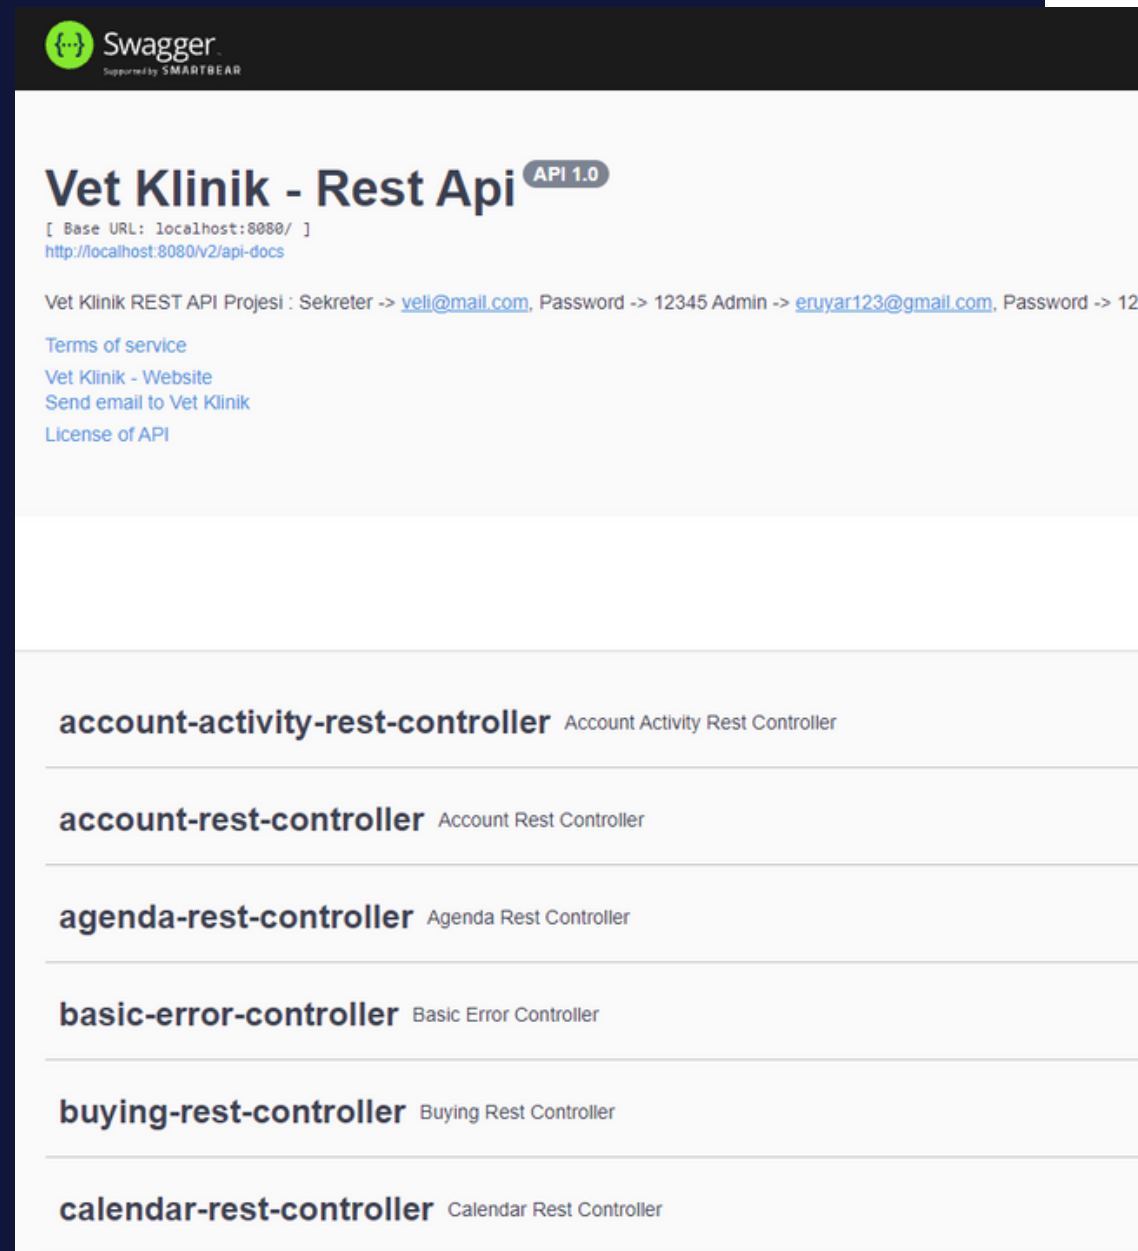 {···} Swagger.
Supported by SMARTBEAR
Vet Klinik - Rest Api API 1.0
[ Base URL: localhost:8080/ ]
http://localhost:8080/v2/api-docs
Vet Klinik REST API Projesi : Sekreter -> veli@mail.com, Password -> 12345 Admin -> eruyar123@gmail.com, Password -> 12
Terms of service
Vet Klinik - Website
Send email to Vet Klinik
License of API
account-activity-rest-controller Account Activity Rest Controller
account-rest-controller Account Rest Controller
agenda-rest-controller Agenda Rest Controller
basic-error-controller Basic Error Controller
buying-rest-controller Buying Rest Controller
calendar-rest-controller Calendar Rest Controller